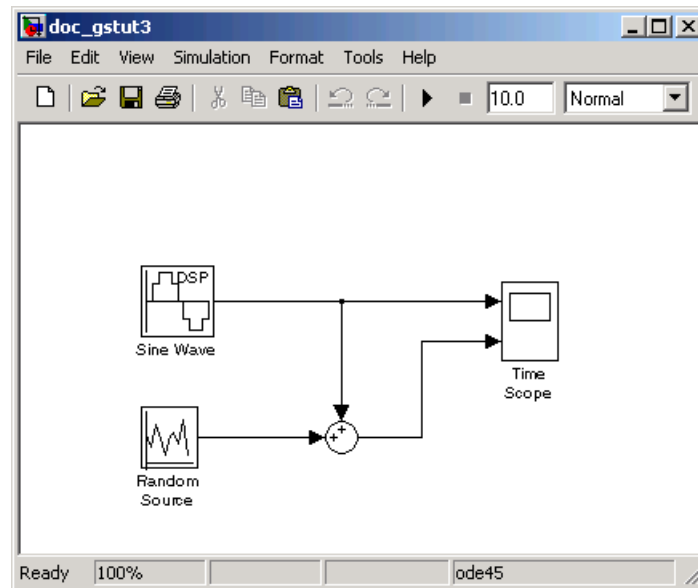 doc_gstut3
File Edit View Simulation Format Tools Help
10.0 Normal
DSP
Sine Wave
Time
Scope
+ +
Random
Source
Ready 100% ode45